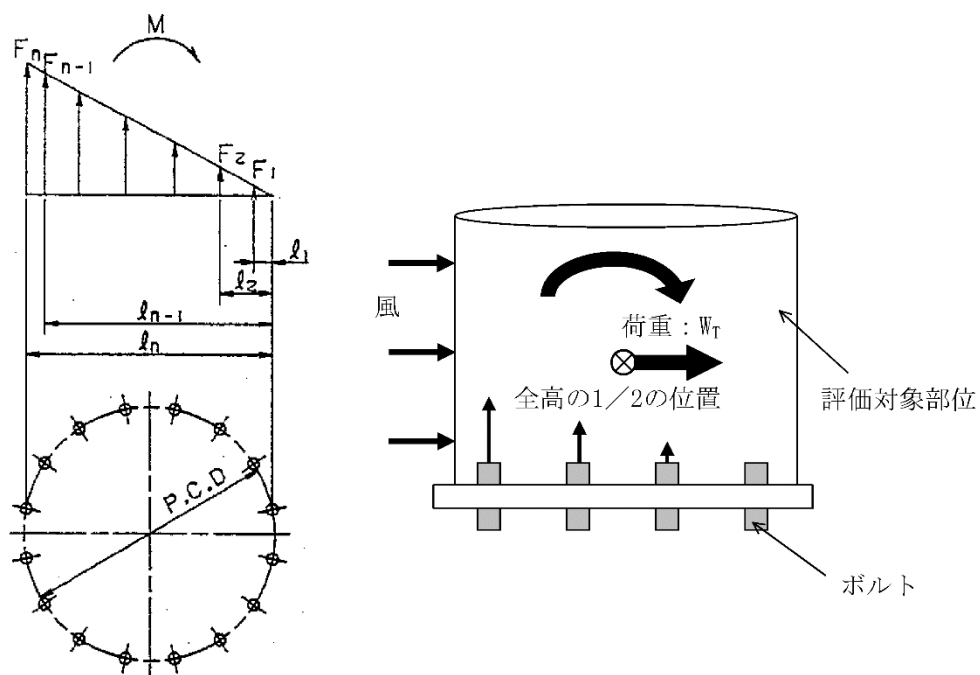 M
Fn
Fn-1
F2
F1
l1
l2
ln-1
ln
P.C.D
風
荷重：WT
全高の1／2の位置
評価対象部位
ボルト